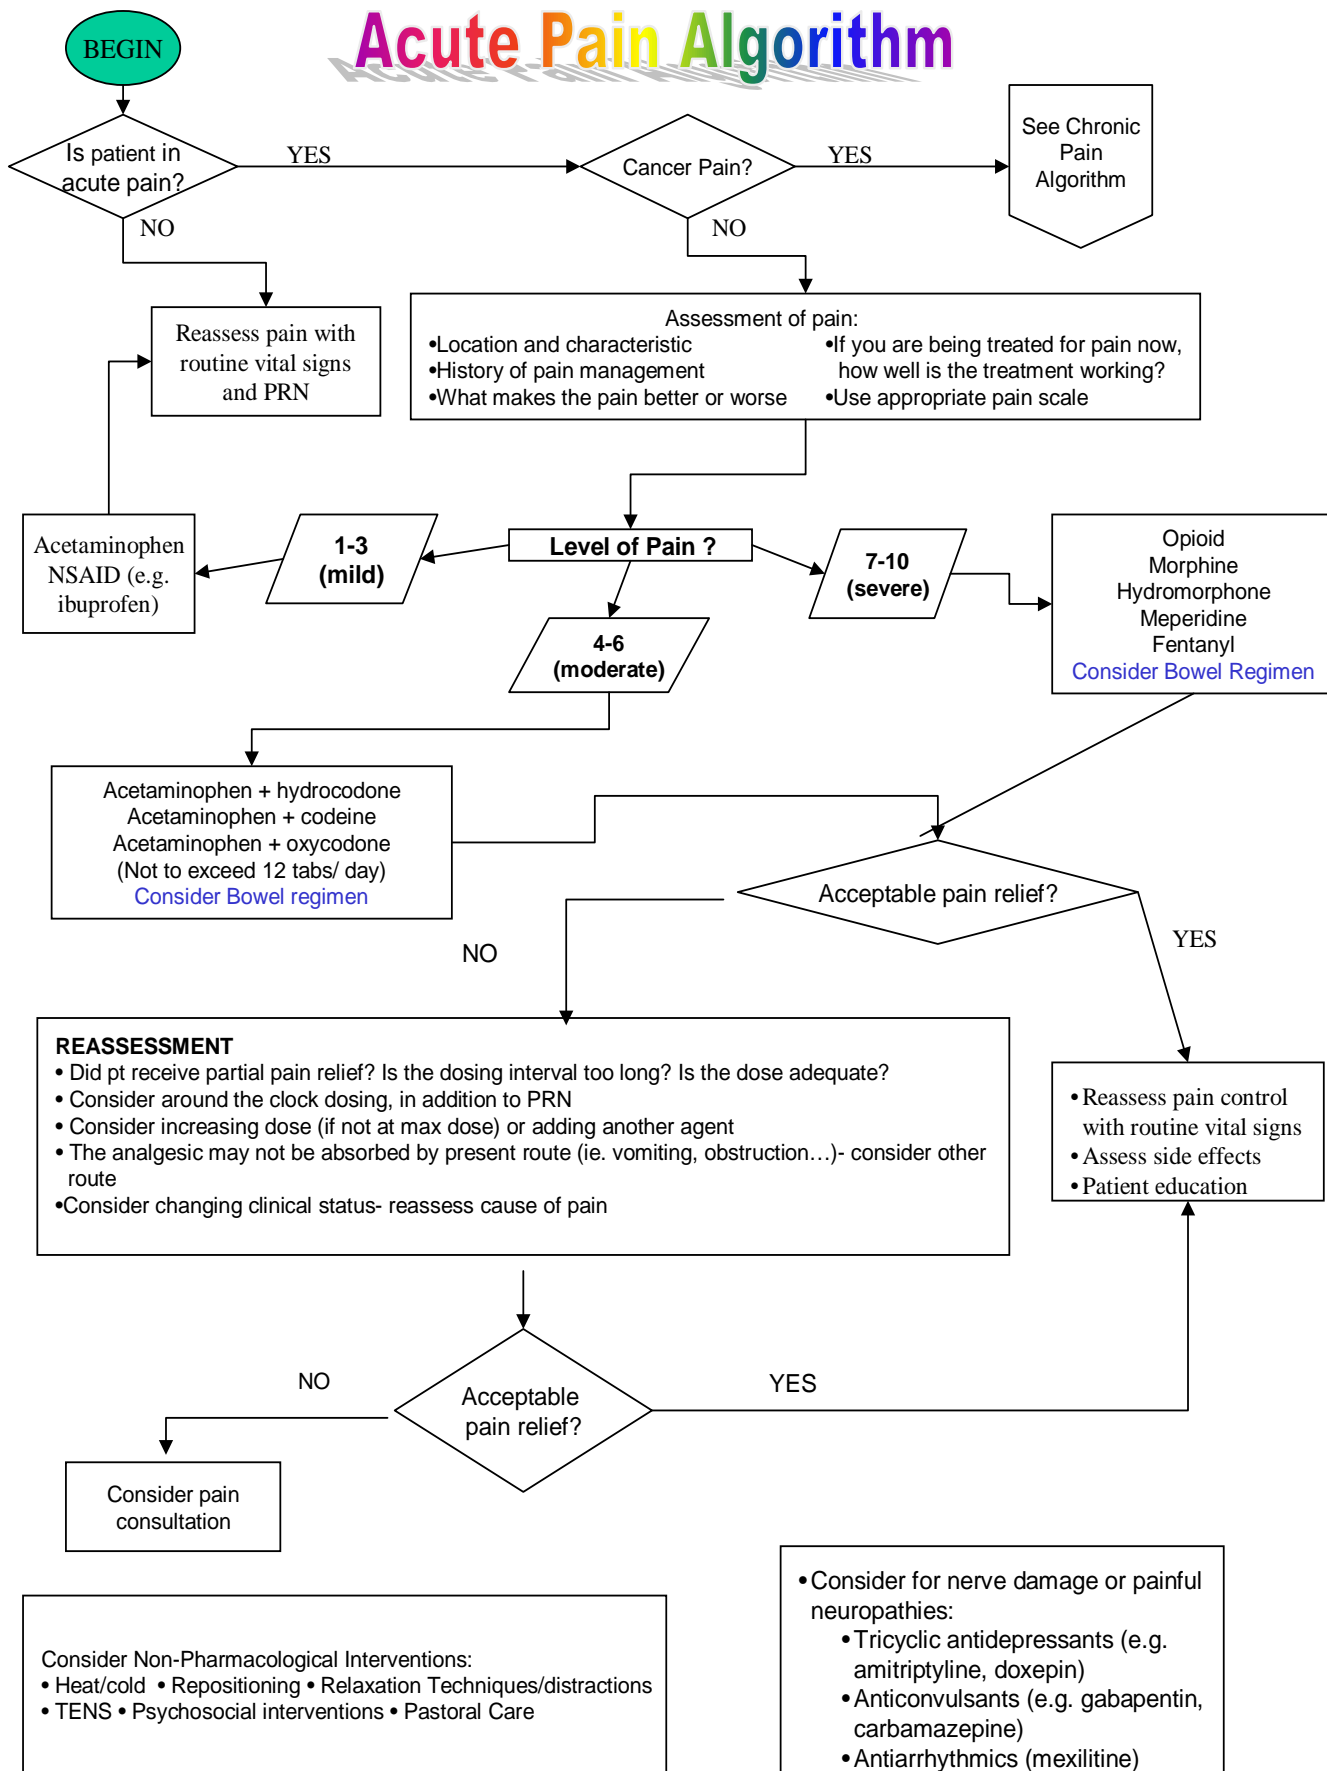 Acute Pain Algorithm
BEGIN
Is patient in
acute pain?
YES
Cancer Pain?
YES
See Chronic
Pain
Algorithm
NO
NO
Reassess pain with
routine vital signs
and PRN
Assessment of pain:
•Location and characteristic
•History of pain management
•What makes the pain better or worse
•If you are being treated for pain now,
how well is the treatment working?
•Use appropriate pain scale
Acetaminophen
NSAID (e.g.
ibuprofen)
1-3
(mild)
Level of Pain ?
7-10
(severe)
Opioid
Morphine
Hydromorphone
Meperidine
Fentanyl
Consider Bowel Regimen
4-6
(moderate)
Acetaminophen + hydrocodone
Acetaminophen + codeine
Acetaminophen + oxycodone
(Not to exceed 12 tabs/ day)
Consider Bowel regimen
Acceptable pain relief?
NO
YES
REASSESSMENT
• Did pt receive partial pain relief? Is the dosing interval too long? Is the dose adequate?
• Consider around the clock dosing, in addition to PRN
• Consider increasing dose (if not at max dose) or adding another agent
• The analgesic may not be absorbed by present route (ie. vomiting, obstruction…)- consider other
route
•Consider changing clinical status- reassess cause of pain
• Reassess pain control
with routine vital signs
• Assess side effects
• Patient education
NO
Acceptable
pain relief?
YES
Consider pain
consultation
Consider Non-Pharmacological Interventions:
• Heat/cold • Repositioning • Relaxation Techniques/distractions
• TENS • Psychosocial interventions • Pastoral Care
• Consider for nerve damage or painful
neuropathies:
• Tricyclic antidepressants (e.g.
amitriptyline, doxepin)
• Anticonvulsants (e.g. gabapentin,
carbamazepine)
• Antiarrhythmics (mexilitine)